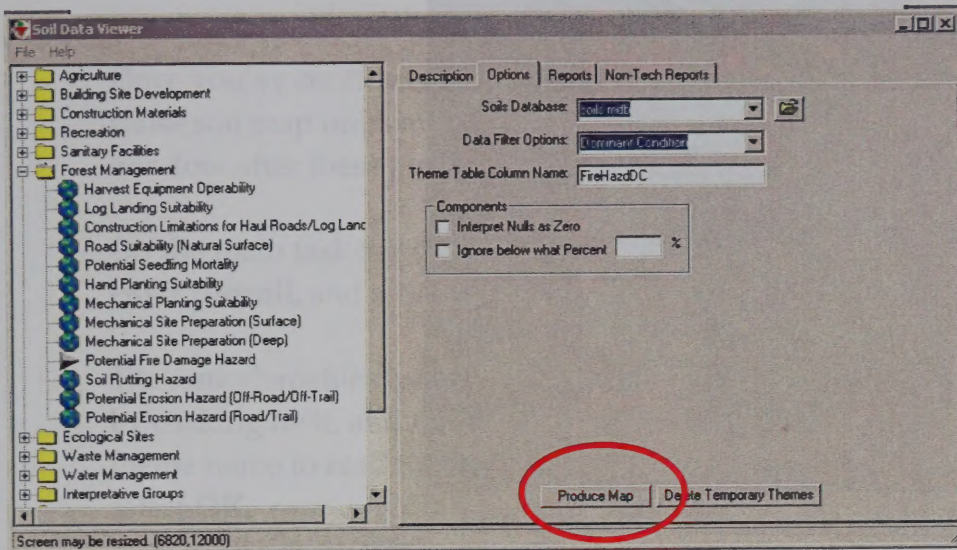 Soil Data Viewer
File Help
Agriculture
Building Site Development
Construction Materials
Recreation
Sanitary Facilities
Forest Management
Harvest Equipment Operability
Log Landing Suitability
Construction Limitations for Haul Roads/Log Lanc
Road Suitability (Natural Surface)
Potential Seedling Mortality
Hand Planting Suitability
Mechanical Planting Suitability
Mechanical Site Preparation (Surface)
Mechanical Site Preparation (Deep)
Potential Fire Damage Hazard
Soil Rutting Hazard
Potential Erosion Hazard (Off-Road/Off-Trail)
Potential Erosion Hazard (Road/Trail)
Ecological Sites
Waste Management
Water Management
Interpretative Groups
Description Options Reports Non-Tech Reports
Soils Database: soils.mdb
Data Filter Options: Dominant Condition
Theme Table Column Name: FireHazdDC
Components
Interpret Nulls as Zero
Ignore below what Percent %
Produce Map Delete Temporary Themes
Screen may be resized. (6820,12000)